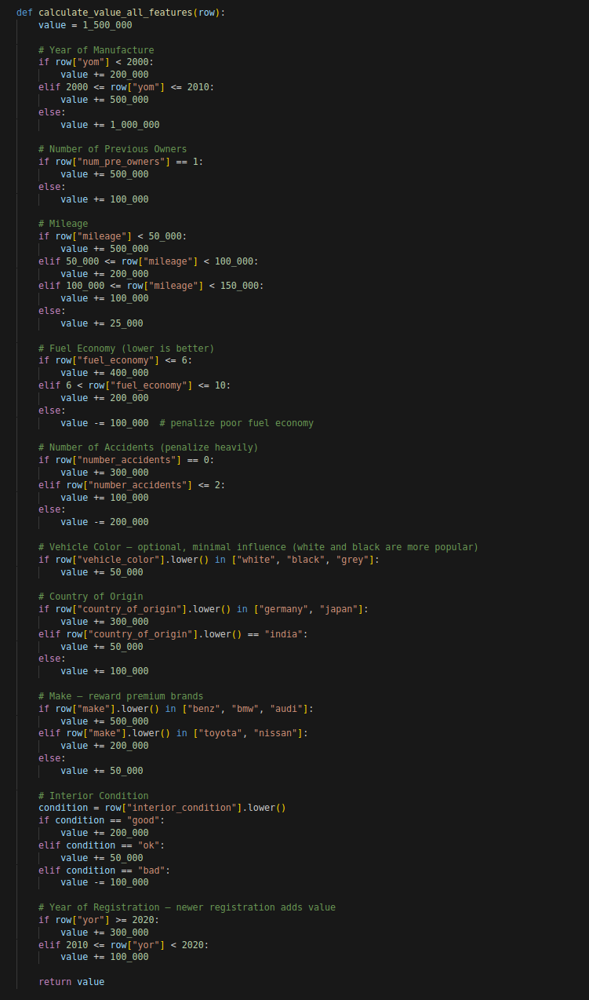 def calculate_value_all_features(row):
    value = 1_500_000

    # Year of Manufacture
    if row["yom"] < 2000:
        value += 200_000
    elif 2000 <= row["yom"] <= 2010:
        value += 500_000
    else:
        value += 1_000_000

    # Number of Previous Owners
    if row["num_pre_owners"] == 1:
        value += 500_000
    else:
        value += 100_000

    # Mileage
    if row["mileage"] < 50_000:
        value += 500_000
    elif 50_000 <= row["mileage"] < 100_000:
        value += 200_000
    elif 100_000 <= row["mileage"] < 150_000:
        value += 100_000
    else:
        value += 25_000

    # Fuel Economy (lower is better)
    if row["fuel_economy"] <= 6:
        value += 400_000
    elif 6 < row["fuel_economy"] <= 10:
        value += 200_000
    else:
        value -= 100_000  # penalize poor fuel economy

    # Number of Accidents (penalize heavily)
    if row["number_accidents"] == 0:
        value += 300_000
    elif row["number_accidents"] <= 2:
        value += 100_000
    else:
        value -= 200_000

    # Vehicle Color – optional, minimal influence (white and black are more popular)
    if row["vehicle_color"].lower() in ["white", "black", "grey"]:
        value += 50_000

    # Country of Origin
    if row["country_of_origin"].lower() in ["germany", "japan"]:
        value += 300_000
    elif row["country_of_origin"].lower() == "india":
        value += 50_000
    else:
        value += 100_000

    # Make – reward premium brands
    if row["make"].lower() in ["benz", "bmw", "audi"]:
        value += 500_000
    elif row["make"].lower() in ["toyota", "nissan"]:
        value += 200_000
    else:
        value += 50_000

    # Interior Condition
    condition = row["interior_condition"].lower()
    if condition == "good":
        value += 200_000
    elif condition == "ok":
        value += 50_000
    elif condition == "bad":
        value -= 100_000

    # Year of Registration – newer registration adds value
    if row["yor"] >= 2020:
        value += 300_000
    elif 2010 <= row["yor"] < 2020:
        value += 100_000

    return value